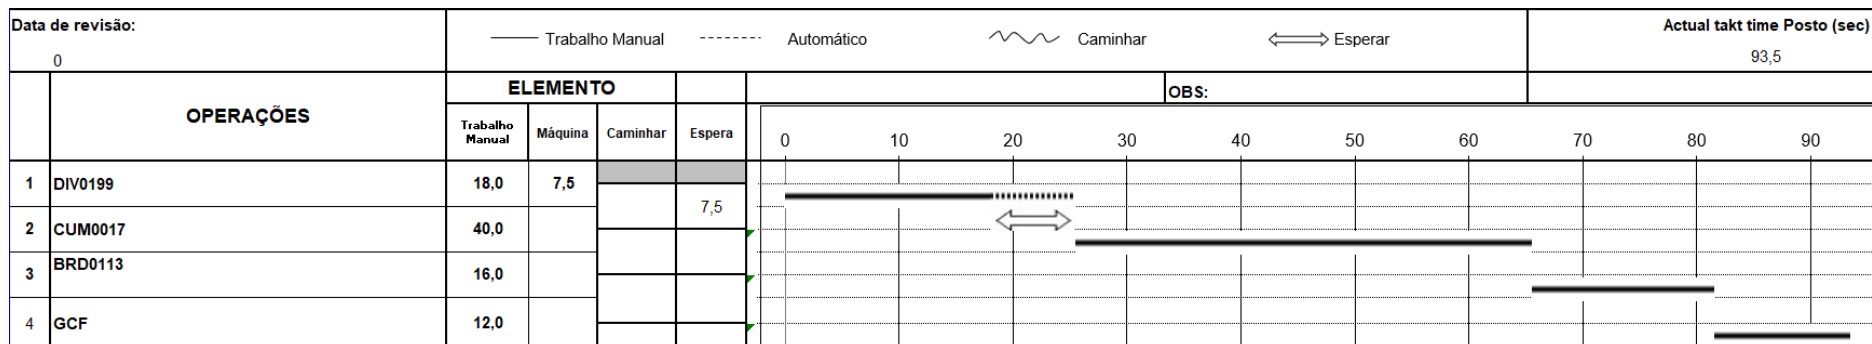 Data de revisão:
0
Trabalho Manual
Automático
Caminhar
Esperar
Actual takt time Posto (sec)
93,5
OPERAÇÕES
ELEMENTO
OBS:
Trabalho
Manual
Máquina
Caminhar
Espera
0 10 20 30 40 50 60 70 80 90
1 DIV0199 18,0 7,5
7,5
2 CUM0017 40,0
3 BRD0113 16,0
4 GCF 12,0